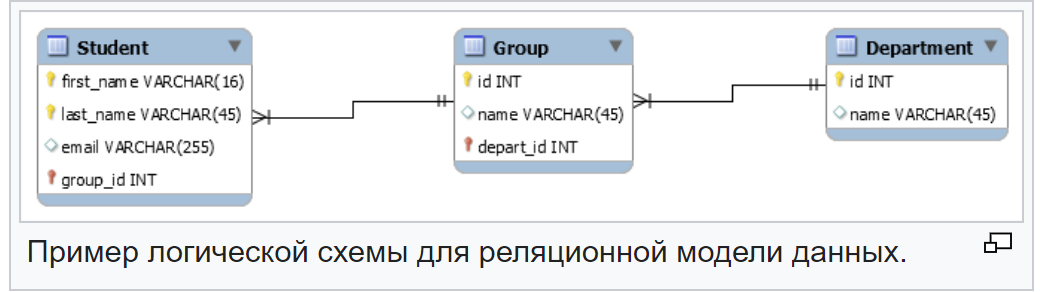 Student
first_name VARCHAR(16)
last_name VARCHAR(45)
email VARCHAR(255)
group_id INT
Group
id INT
name VARCHAR(45)
depart_id INT
Department
id INT
name VARCHAR(45)
Пример логической схемы для реляционной модели данных.